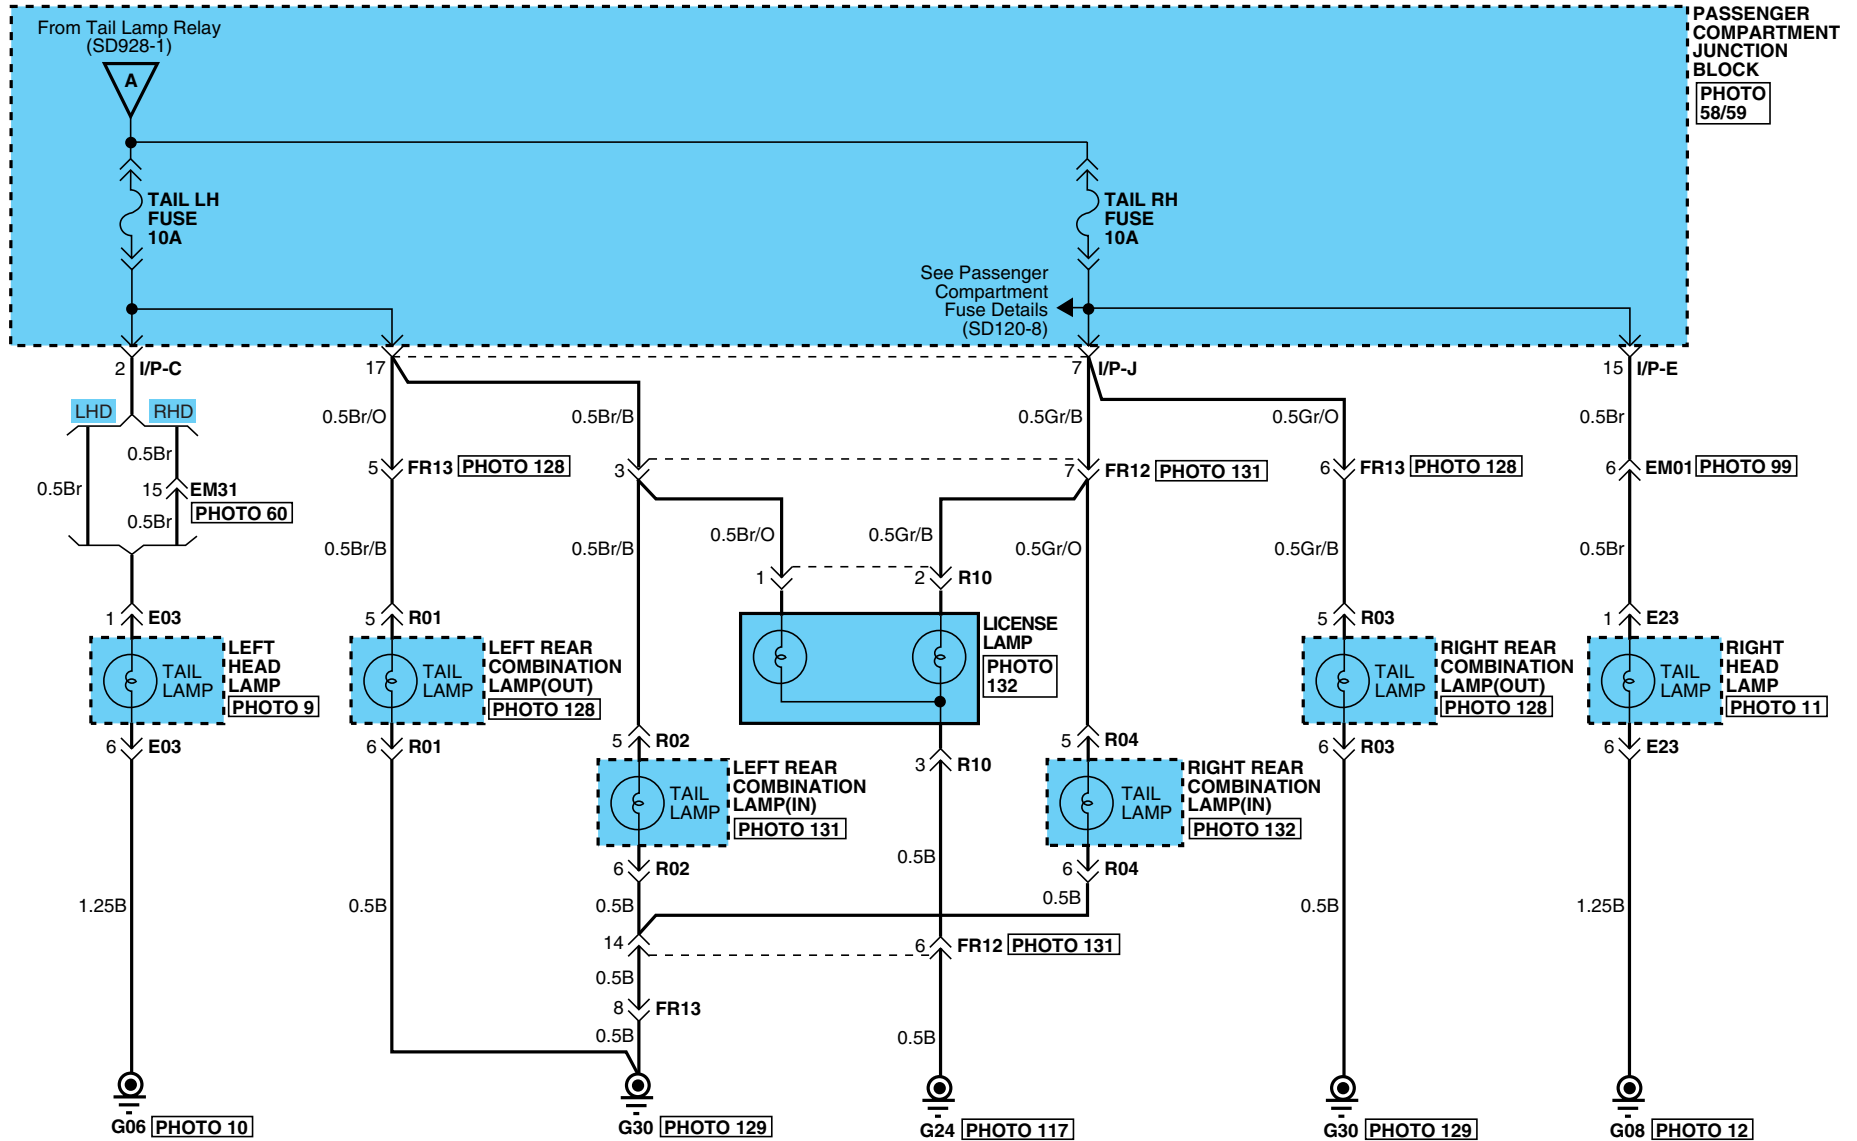 From Tail Lamp Relay
(SD928-1)
A
PASSENGER
COMPARTMENT
JUNCTION
BLOCK
PHOTO
58/59
TAIL LH
FUSE
10A
TAIL RH
FUSE
10A
See Passenger
Compartment
Fuse Details
(SD120-8)
2 I/P-C
17
7 I/P-J
15 I/P-E
LHD
RHD
0.5Br/O
0.5Br/B
0.5Gr/B
0.5Gr/O
0.5Br
0.5Br
5 FR13 PHOTO 128
3
7 FR12 PHOTO 131
6 FR13 PHOTO 128
6 EM01 PHOTO 99
0.5Br
15 EM31
PHOTO 60
0.5Br
0.5Br/B
0.5Br/B
0.5Br/O
0.5Gr/B
0.5Gr/O
0.5Gr/B
0.5Br
1
2 R10
1 E03
5 R01
5 R03
1 E23
LICENSE
LAMP
PHOTO
132
TAIL
LAMP
LEFT
HEAD
LAMP
PHOTO 9
TAIL
LAMP
LEFT REAR
COMBINATION
LAMP(OUT)
PHOTO 128
TAIL
LAMP
RIGHT REAR
COMBINATION
LAMP(OUT)
PHOTO 128
TAIL
LAMP
RIGHT
HEAD
LAMP
PHOTO 11
6 E03
6 R01
5 R02
3 R10
5 R04
6 R03
6 E23
TAIL
LAMP
LEFT REAR
COMBINATION
LAMP(IN)
PHOTO 131
TAIL
LAMP
RIGHT REAR
COMBINATION
LAMP(IN)
PHOTO 132
6 R02
0.5B
6 R04
1.25B
0.5B
0.5B
0.5B
0.5B
1.25B
14
6 FR12 PHOTO 131
0.5B
8 FR13
0.5B
0.5B
G06 PHOTO 10
G30 PHOTO 129
G24 PHOTO 117
G30 PHOTO 129
G08 PHOTO 12